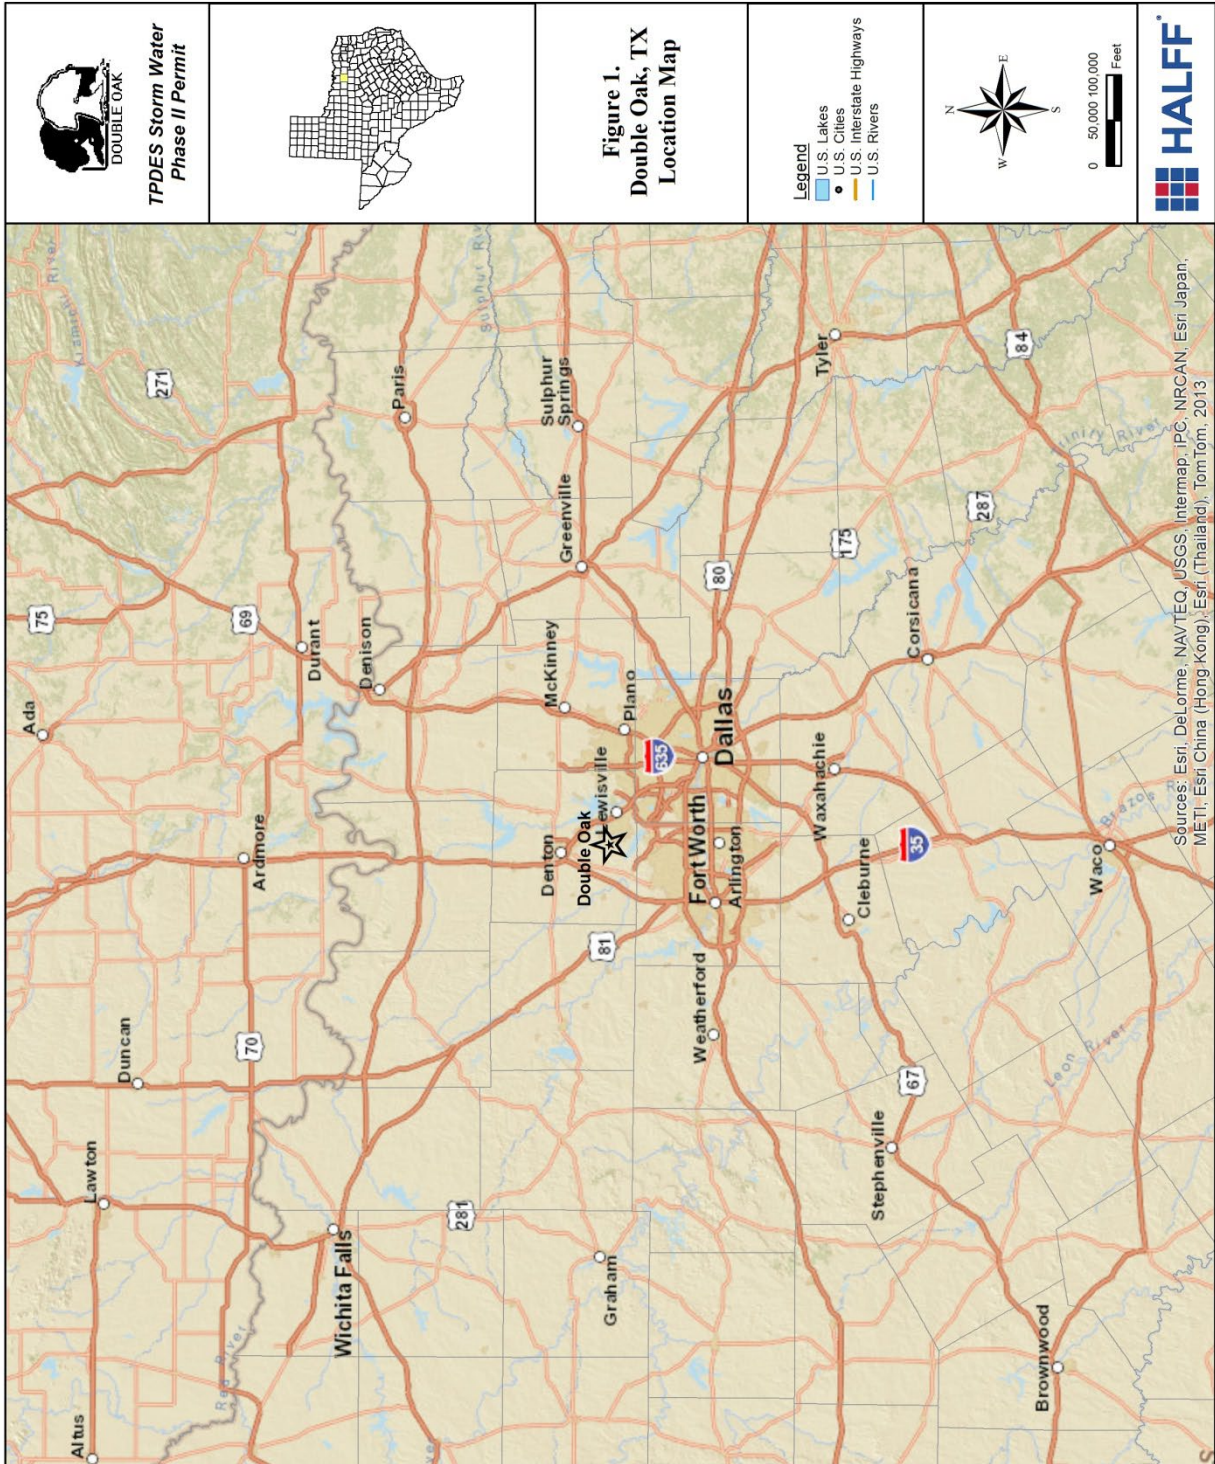 DOUBLE OAK
TPDES Storm Water
Phase II Permit
Figure 1.
Double Oak, TX
Location Map
Legend
U.S. Lakes
U.S. Cities
U.S. Interstate Highways
U.S. Rivers
N
W
E
S
0
50,000
100,000
Feet
HALFF
Altus
Lawton
Duncan
Ada
75
271
Kiamichi River
69
Ardmore
Durant
70
Red River
Wichita Falls
Denison
Paris
Sulphur
281
Graham
81
Denton
Double Oak
Lewisville
McKinney
Plano
Greenville
Sulphur
Springs
635
Weatherford
Fort Worth
Arlington
Dallas
80
Tyler
Waxahachie
175
Cleburne
35
Stephenville
67
Corsicana
287
84
Trinity River
Leon River
Brownwood
Waco
Sources: Esri, DeLorme, NAVTEQ, USGS, Intermap, iPC, NRCAN, Esri Japan,
METI, Esri China (Hong Kong), Esri (Thailand), TomTom, 2013